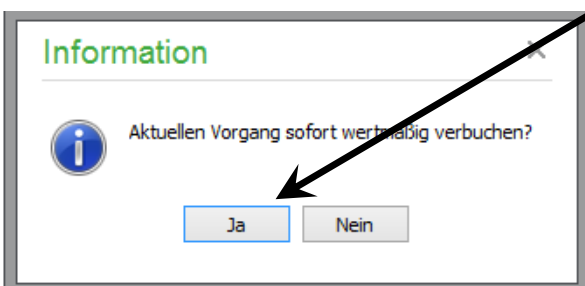 Information
Aktuellen Vorgang sofort wertmäßig verbuchen?
Ja
Nein